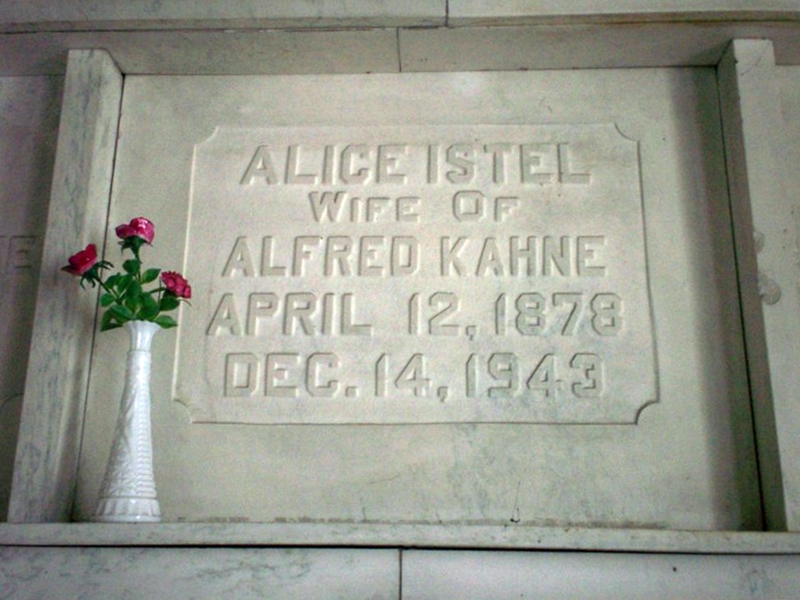 ALICE ISTEL
WIFE OF
ALFRED KAHNE
APRIL 12, 1878
DEC. 14, 1943